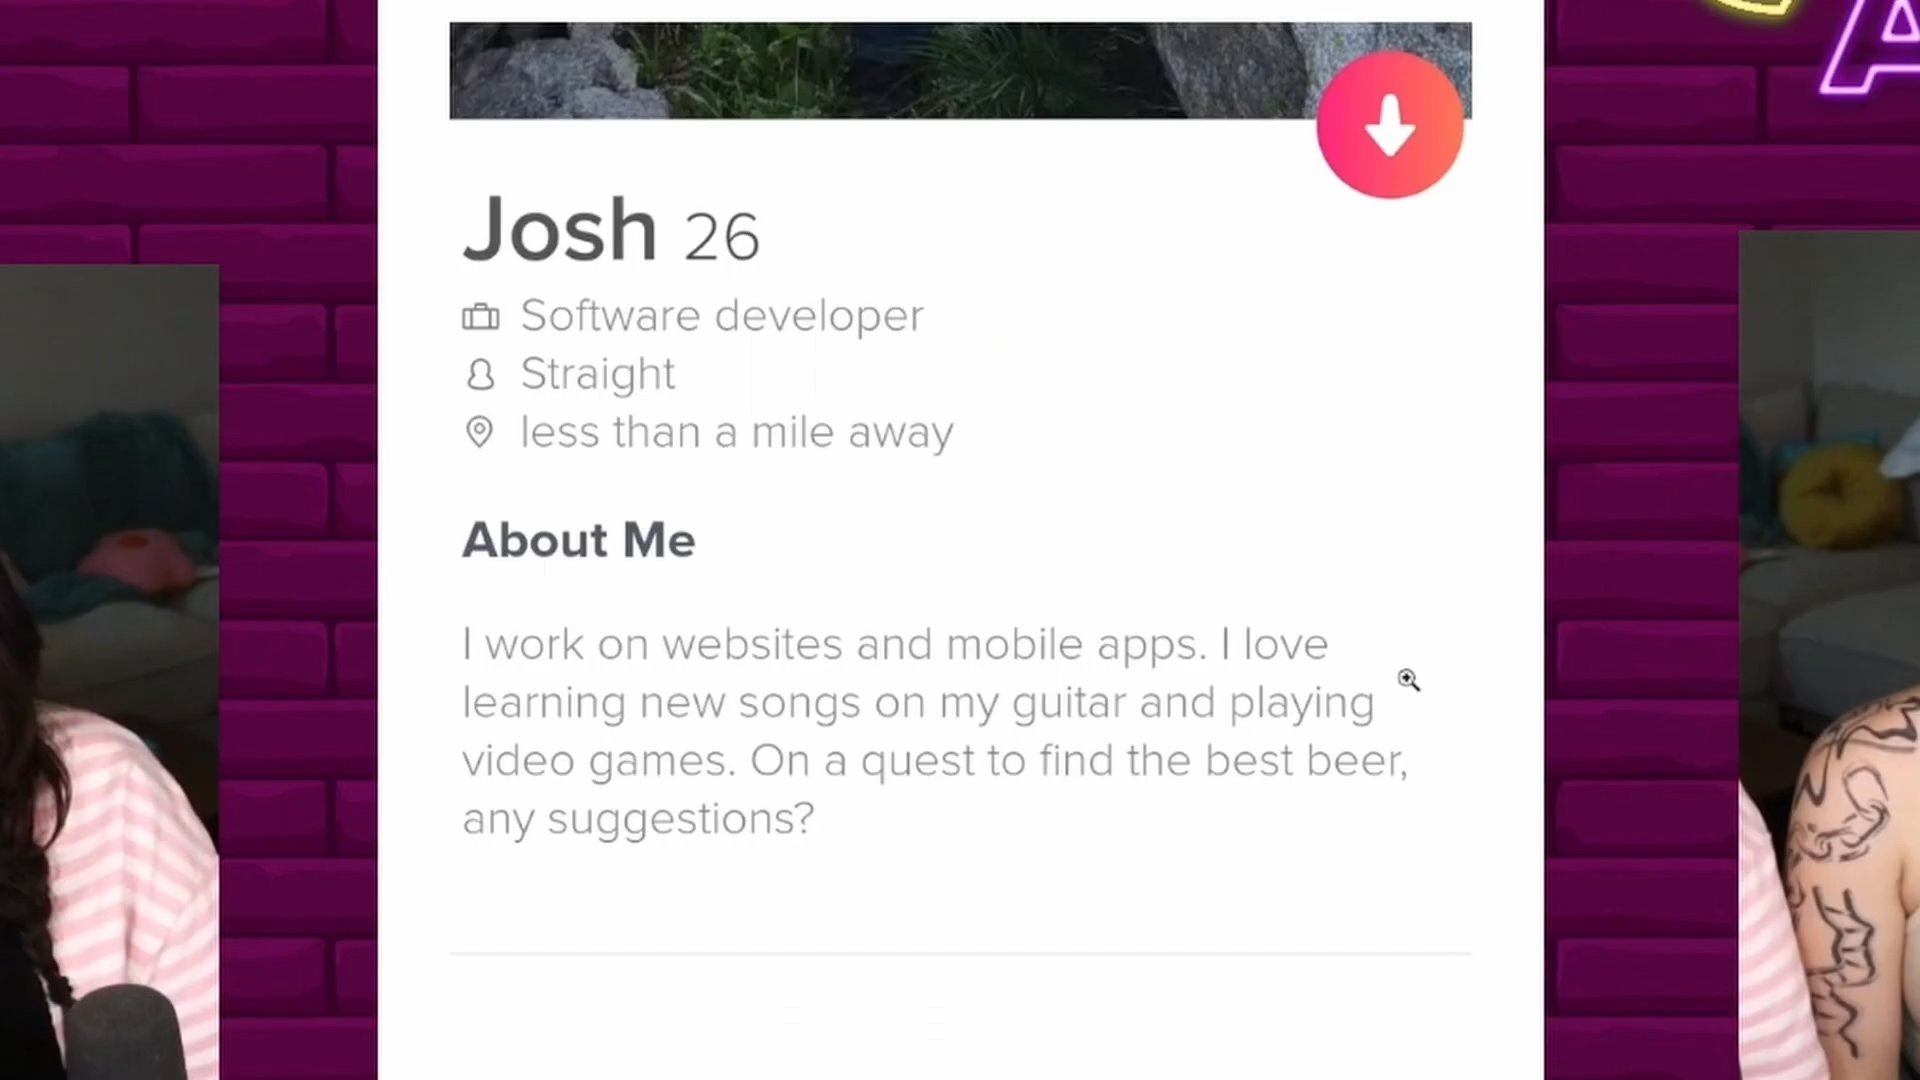 Josh 26
Software developer
Straight
less than a mile away
About Me
I work on websites and mobile apps. I love
learning new songs on my guitar and playing
video games. On a quest to find the best beer,
any suggestions?